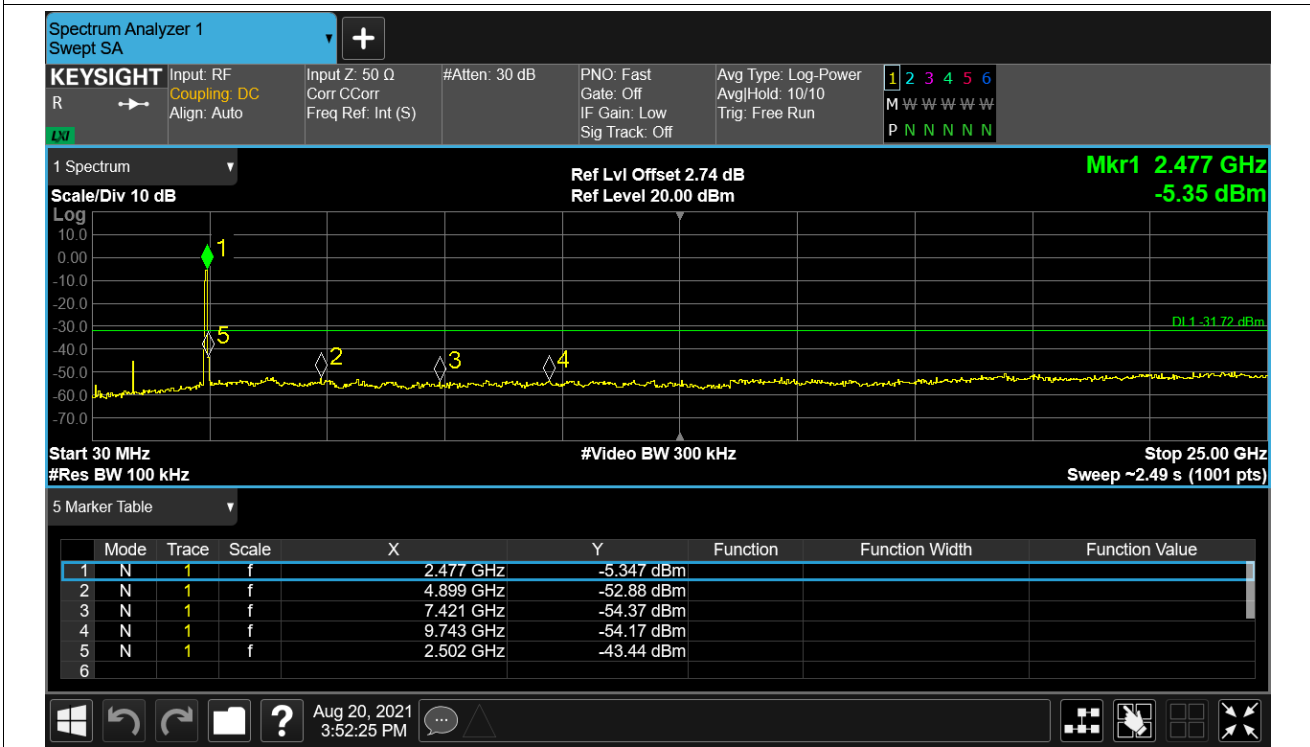 Spectrum Analyzer 1
Swept SA
KEYSIGHT
R
LXI
Input: RF
Coupling: DC
Align: Auto
Input Z: 50 Ω
Corr CCorr
Freq Ref: Int (S)
#Atten: 30 dB
PNO: Fast
Gate: Off
IF Gain: Low
Sig Track: Off
Avg Type: Log-Power
Avg|Hold: 10/10
Trig: Free Run
1 2 3 4 5 6
M W W W W W
P N N N N N
1 Spectrum
Scale/Div 10 dB
Ref Lvl Offset 2.74 dB
Ref Level 20.00 dBm
Mkr1 2.477 GHz
-5.35 dBm
Log
10.0
0.00
-10.0
-20.0
-30.0
-40.0
-50.0
-60.0
-70.0
1
5
2
3
4
DL1 -31.72 dBm
Start 30 MHz
#Res BW 100 kHz
#Video BW 300 kHz
Stop 25.00 GHz
Sweep ~2.49 s (1001 pts)
5 Marker Table
Mode Trace Scale X Y Function Function Width Function Value
1 N 1 f 2.477 GHz -5.347 dBm
2 N 1 f 4.899 GHz -52.88 dBm
3 N 1 f 7.421 GHz -54.37 dBm
4 N 1 f 9.743 GHz -54.17 dBm
5 N 1 f 2.502 GHz -43.44 dBm
6
?
Aug 20, 2021
3:52:25 PM